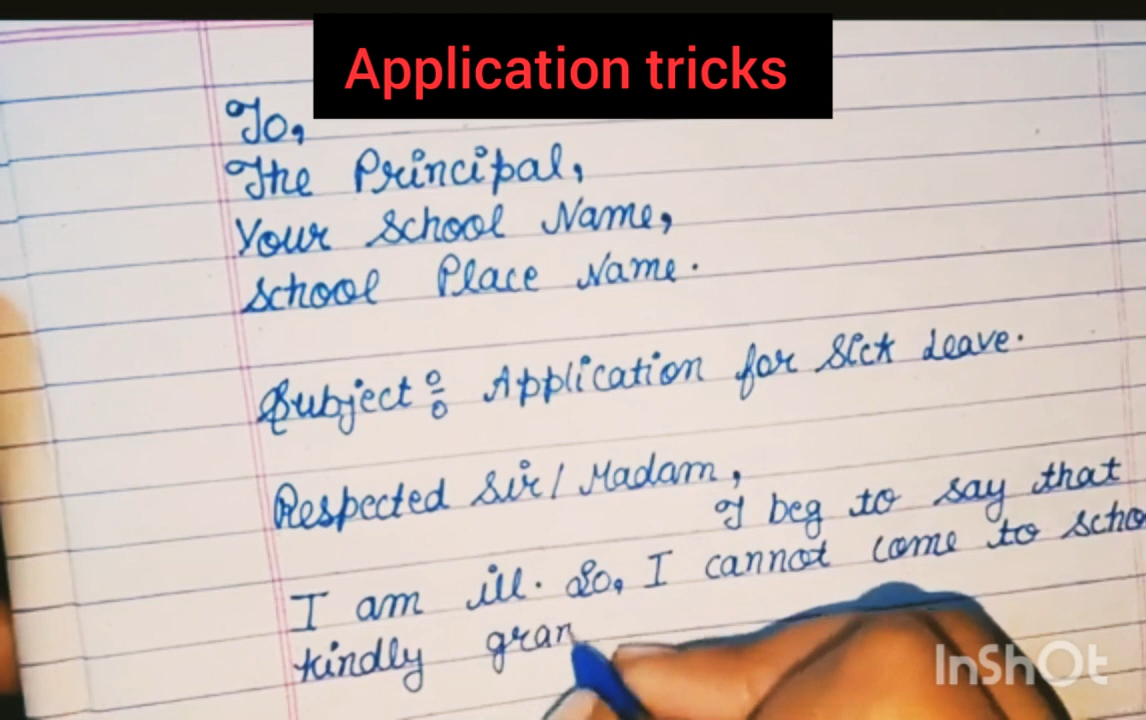 Application tricks
To,
The Principal,
Your School Name,
School Place Name.
Subject: Application for Sick Leave.
Respected Sir/Madam,
I beg to say that
I am ill. So, I cannot come to scho
kindly gran
InShOt